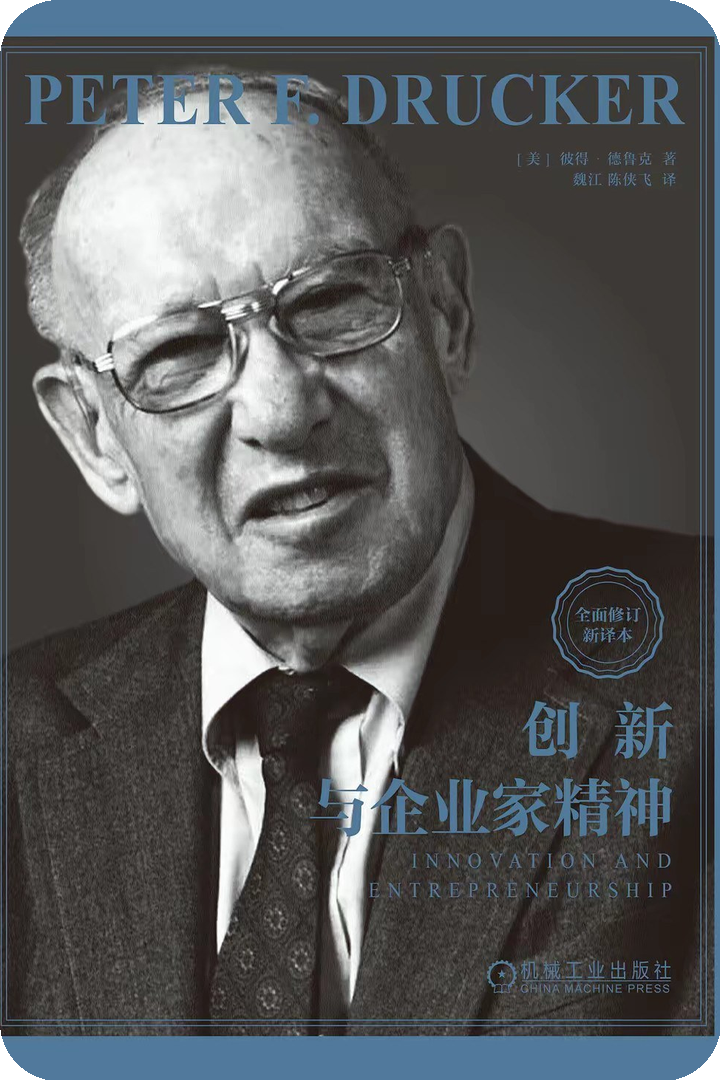 PETER F. DRUCKER
[美] 彼得·德鲁克 著
魏江 陈侠飞 译
全面修订
新译本
创新
与企业家精神
INNOVATION AND
ENTREPRENEURSHIP
机械工业出版社
CHINA MACHINE PRESS